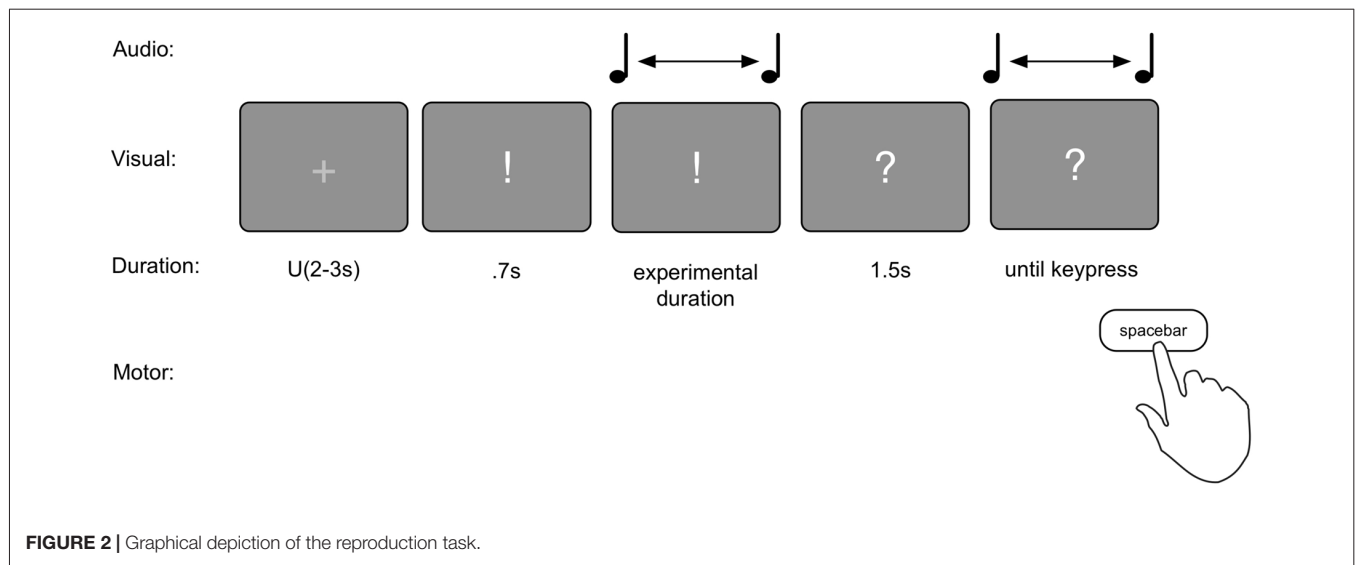 Audio:
Visual:
+ ! ! ? ?
Duration: U(2-3s) .7s experimental 1.5s until keypress
duration
spacebar
Motor:
FIGURE 2 | Graphical depiction of the reproduction task.